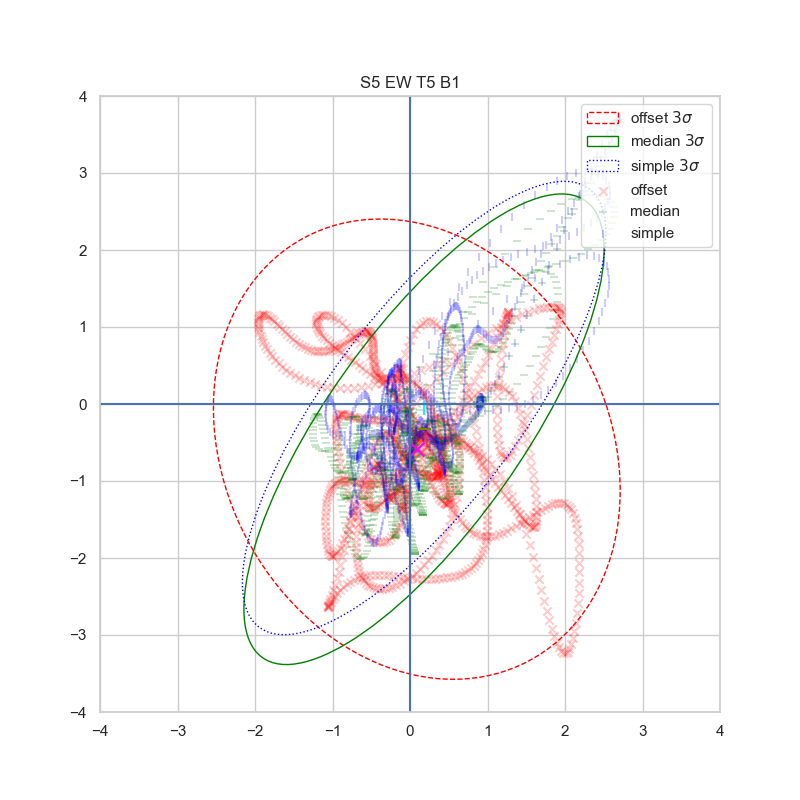 S5 EW T5 B1
offset 3σ
median 3σ
simple 3σ
offset
median
simple
4
3
2
1
0
−1
−2
−3
−4
−4 −3 −2 −1 0 1 2 3 4